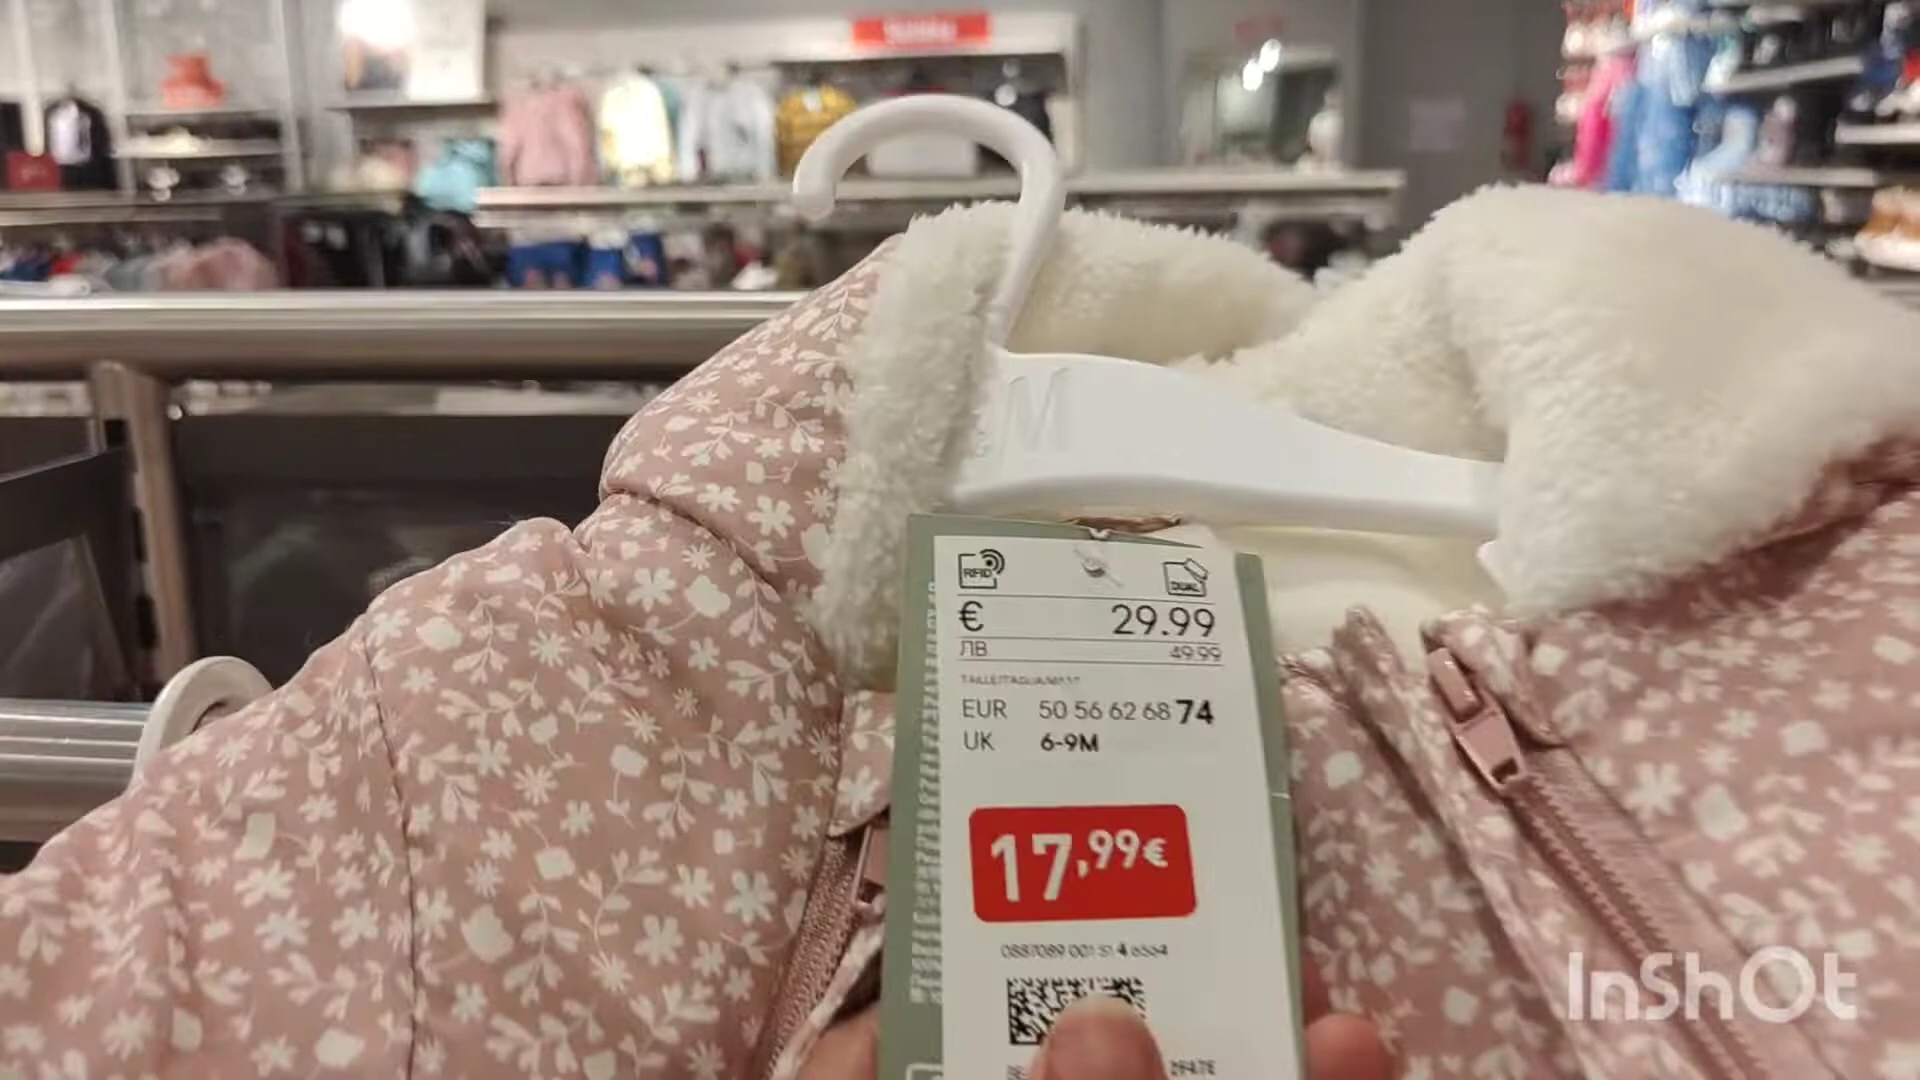 M
RFID
DUAL
€ 29.99
ЛВ 49.99
EUR 50 56 62 68 74
UK 6-9M
17,99€
InShOt